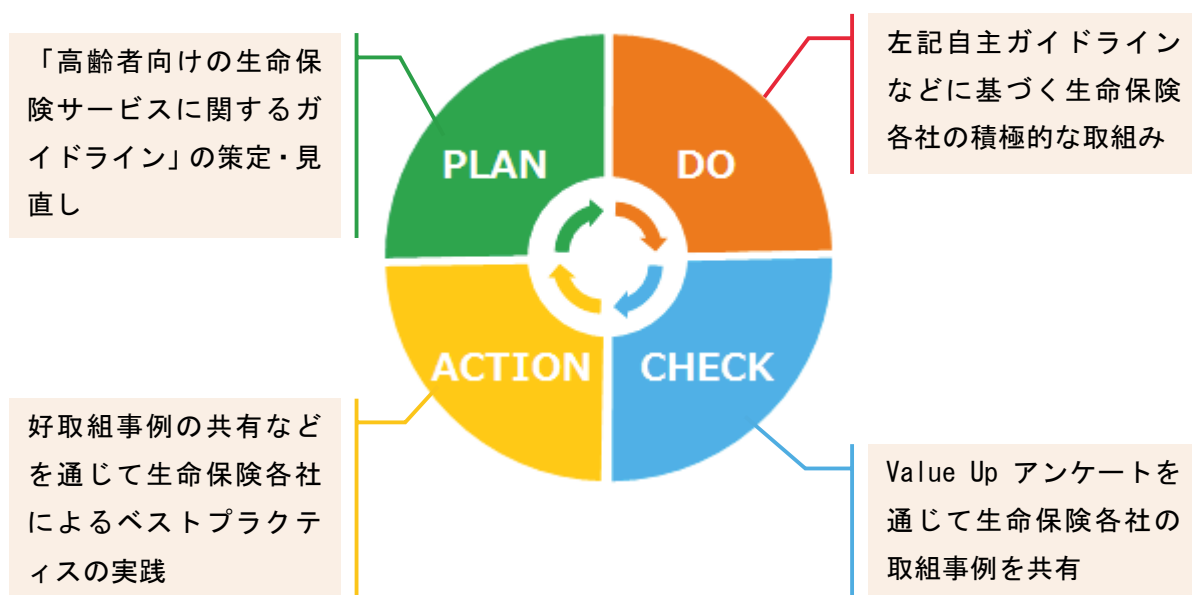 「高齢者向けの生命保
険サービスに関するガ
イドライン」の策定・見
直し
PLAN
DO
左記自主ガイドライン
などに基づく生命保険
各社の積極的な取組み
ACTION
CHECK
好取組事例の共有など
を通じて生命保険各社
によるベストプラクテ
ィスの実践
Value Up アンケートを
通じて生命保険各社の
取組事例を共有